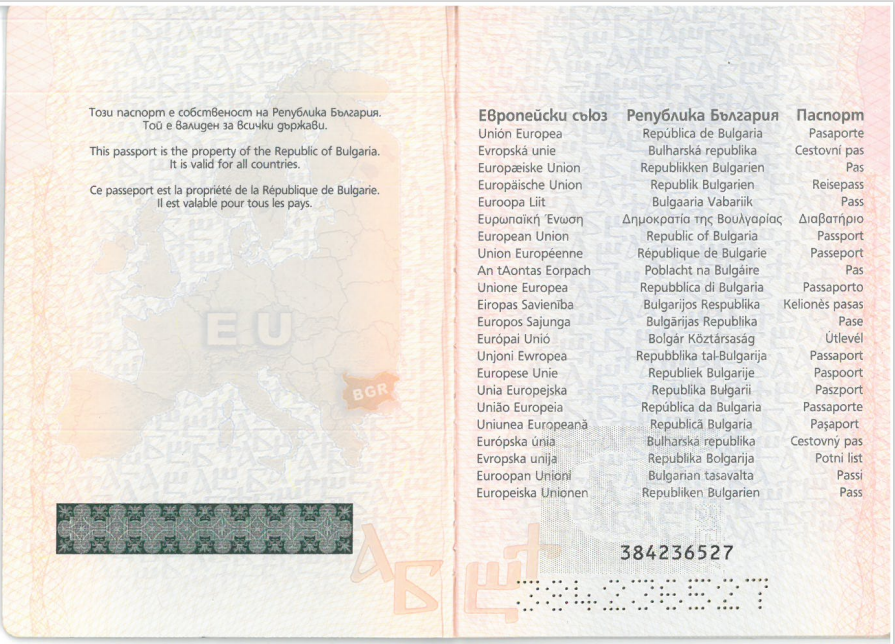 Този паспорт е собственост на Република България.
Той е валиден за всички държави.
This passport is the property of the Republic of Bulgaria.
It is valid for all countries.
Ce passeport est la propriété de la République de Bulgarie.
Il est valable pour tous les pays.
E.U
BGR
АБЩ
Европейски съюз Република България Паспорт
Unión Europea República de Bulgaria Pasaporte
Evropská unie Bulharská republika Cestovní pas
Europæiske Union Republikken Bulgarien Pas
Europäische Union Republik Bulgarien Reisepass
Euroopa Liit Bulgaaria Vabariik Pass
Ευρωπαϊκή Ένωση Δημοκρατία της Βουλγαρίας Διαβατήριο
European Union Republic of Bulgaria Passport
Union Européenne République de Bulgarie Passeport
An tAontas Eorpach Poblacht na Bulgáire Pas
Unione Europea Repubblica di Bulgaria Passaporto
Eiropas Savienība Bulgarijos Respublika Kelionės pasas
Europos Sajunga Bulgārijas Republika Pase
Európai Unió Bolgár Köztársaság Útlevél
Unjoni Ewropea Repubblika tal-Bulgarija Passaport
Europese Unie Republiek Bulgarije Paspoort
Unia Europejska Republika Bulgarii Paszport
União Europeia República da Bulgaria Passaporte
Uniunea Europeană Republică Bulgaria Paşaport
Európska únia Bulharská republika Cestovný pas
Evropska unija Republika Bolgarija Potni list
Euroopan Unioni Bulgarian tasavalta Passi
Europeiska Unionen Republiken Bulgarien Pass
384236527
384236527